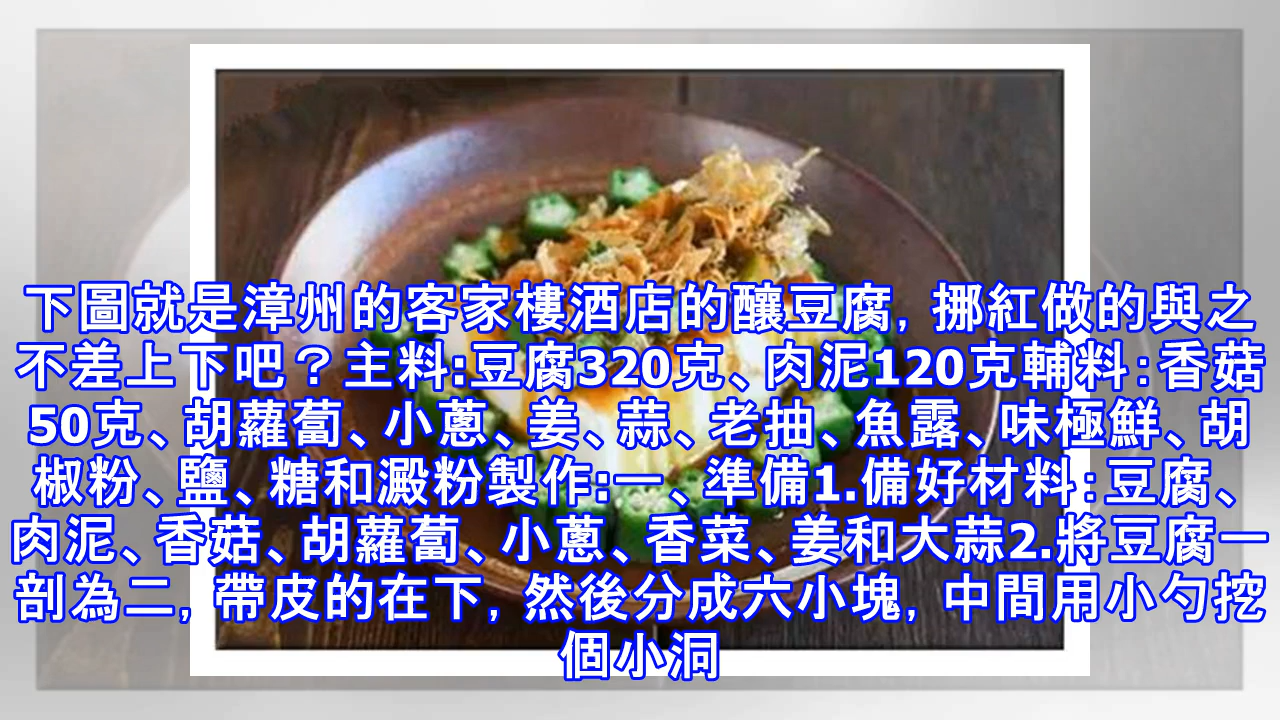 下圖就是漳州的客家樓酒店的釀豆腐，挪紅做的與之
不差上下吧？主料:豆腐320克、肉泥120克輔料：香菇
50克、胡蘿蔔、小蔥、姜、蒜、老抽、魚露、味極鮮、胡
椒粉、鹽、糖和澱粉製作:一、準備1.備好材料：豆腐、
肉泥、香菇、胡蘿蔔、小蔥、香菜、姜和大蒜2.將豆腐一
剖為二，帶皮的在下，然後分成六小塊，中間用小勺挖
個小洞